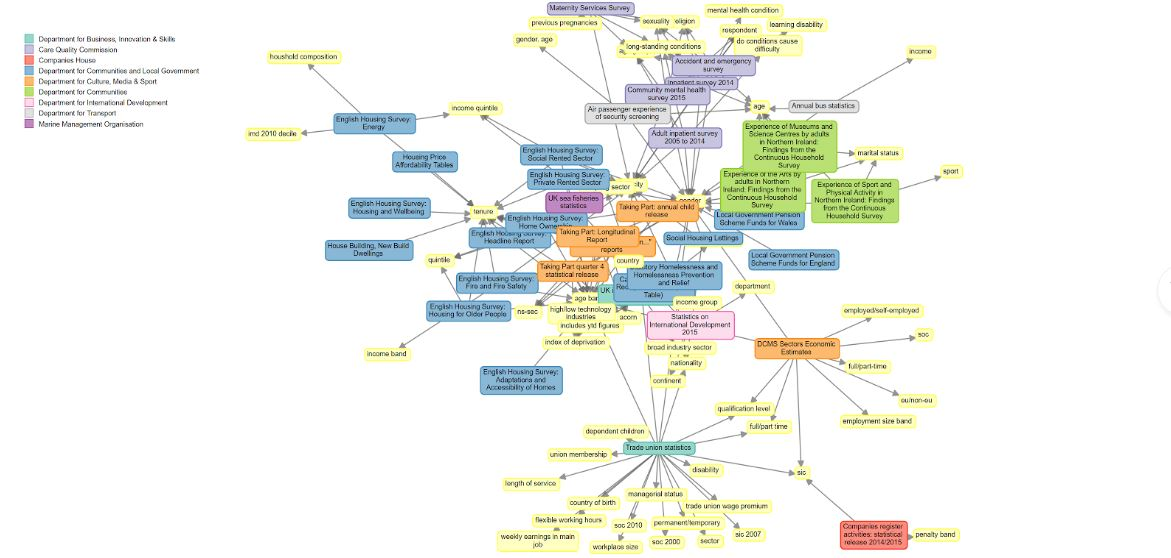 Department for Business, Innovation & Skills
Care Quality Commission
Companies House
Department for Communities and Local Government
Department for Culture, Media & Sport
Department for Communities
Department for International Development
Department for Transport
Marine Management Organisation
Maternity Services Survey
previous pregnancies
sexuality
religion
mental health condition
learning disability
gender. age
long-standing conditions
respondent
do conditions cause
difficulty
houshold composition
income
Accident and emergency
survey
Inpatient survey 2014
Community mental health
survey 2015
Air passenger experience
of security screening
age
Annual bus statistics
income quintile
imd 2010 decile
English Housing Survey:
Energy
Adult inpatient survey
2005 to 2014
Experience of Museums and
Science Centres by adults
in Northern Ireland:
Findings from the
Continuous Household
Survey
marital status
Housing Price
Affordability Tables
English Housing Survey:
Social Rented Sector
English Housing Survey:
Private Rented Sector
sector
sport
Experience of the Arts by
adults in Northern
Ireland: Findings from the
Continuous Household
Survey
Experience of Sport and
Physical Activity in
Northern Ireland: Findings
from the Continuous
Household Survey
English Housing Survey:
Housing and Wellbeing
tenure
UK sea fisheries
statistics
gender
Taking Part: annual child
release
English Housing Survey:
Home Ownership
Local Government Pension
Scheme Funds for Wales
House Building, New Build
Dwellings
English Housing Survey:
Headline Report
Taking Part: Longitudinal
Report
reports
Social Housing Lettings
Local Government Pension
Scheme Funds for England
quintile
country
Taking Part quarter 4
statistical release
Statutory Homelessness and
Homelessness Prevention
and Relief
Table)
English Housing Survey:
Fire and Fire Safety
department
English Housing Survey:
Housing for Older People
ns-sec
age
UK
income group
high/low technology
industries
acorn
includes ytd figures
Statistics on
International Development
2015
employed/self-employed
soc
index of deprivation
broad industry sector
DCMS Sectors Economic
Estimates
income band
nationality
full/part-time
English Housing Survey:
Adaptations and
Accessibility of Homes
continent
eu/non-eu
qualification level
employment size band
dependent children
full/part time
union membership
Trade union statistics
disability
sic
length of service
managerial status
country of birth
trade union wage premium
flexible working hours
soc 2010
permanent/temporary
weekly earnings in main
job
workplace size
soc 2000
sector
sic 2007
Companies register
activities: statistical
release 2014/2015
penalty band